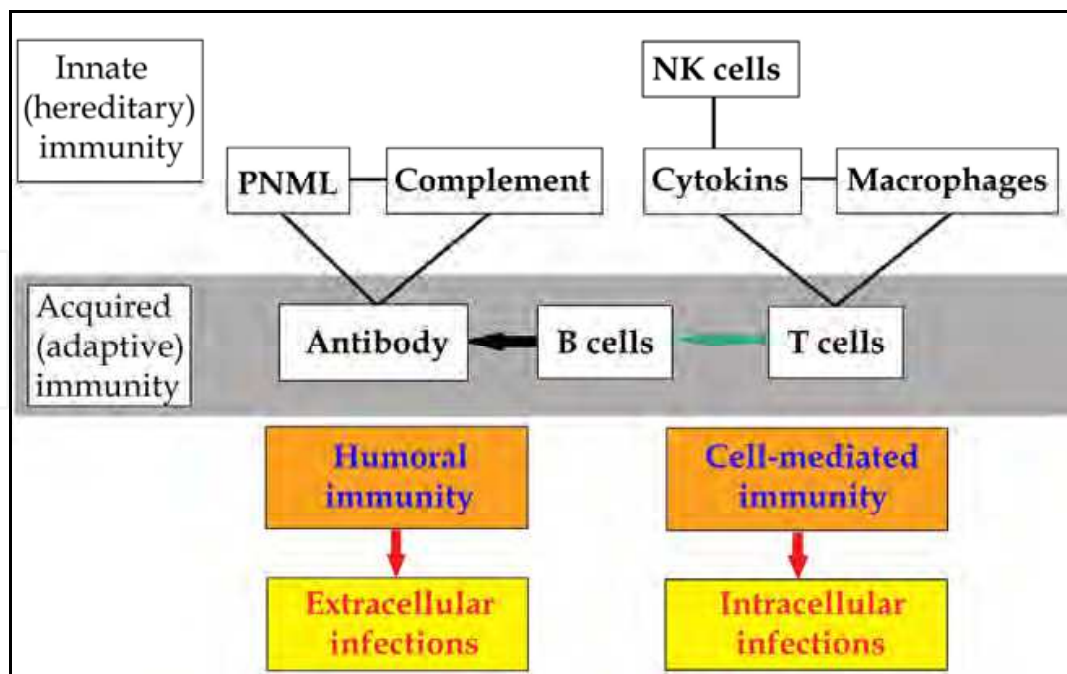 Innate
(hereditary)
immunity
NK cells
PNML
Complement
Cytokins
Macrophages
Acquired
(adaptive)
immunity
Antibody
B cells
T cells
Humoral
immunity
Cell-mediated
immunity
Extracellular
infections
Intracellular
infections